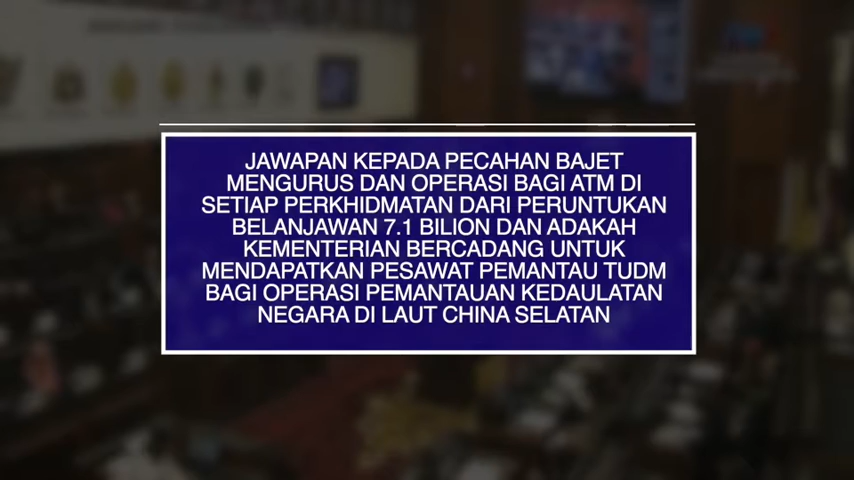 JAWAPAN KEPADA PECAHAN BAJET
MENGURUS DAN OPERASI BAGI ATM DI
SETIAP PERKHIDMATAN DARI PERUNTUKAN
BELANJAWAN 7.1 BILION DAN ADAKAH
KEMENTERIAN BERCADANG UNTUK
MENDAPATKAN PESAWAT PEMANTAU TUDM
BAGI OPERASI PEMANTAUAN KEDAULATAN
NEGARA DI LAUT CHINA SELATAN